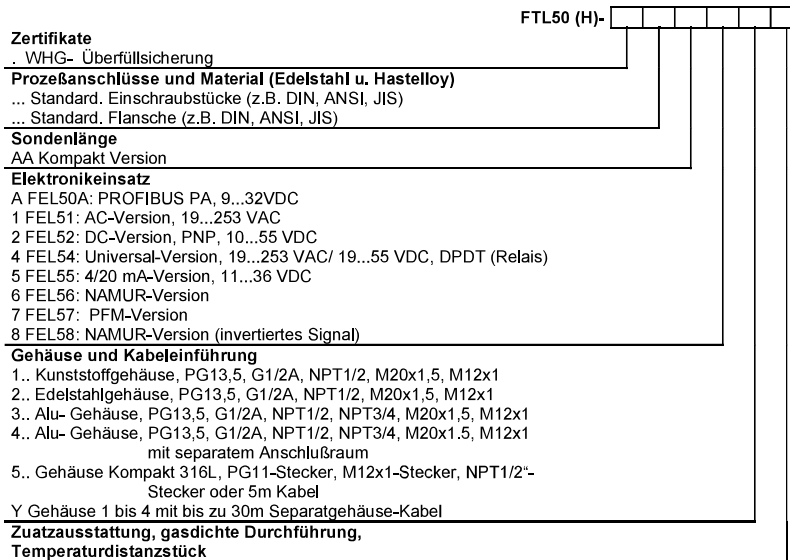 FTL50 (H)-
Zertifikate
. WHG- Überfüllsicherung
Prozeßanschlüsse und Material (Edelstahl u. Hastelloy)
... Standard. Einschraubstücke (z.B. DIN, ANSI, JIS)
... Standard. Flansche (z.B. DIN, ANSI, JIS)
Sondenlänge
AA Kompakt Version
Elektronikeinsatz
A FEL50A: PROFIBUS PA, 9...32VDC
1 FEL51: AC-Version, 19...253 VAC
2 FEL52: DC-Version, PNP, 10...55 VDC
4 FEL54: Universal-Version, 19...253 VAC/ 19...55 VDC, DPDT (Relais)
5 FEL55: 4/20 mA-Version, 11...36 VDC
6 FEL56: NAMUR-Version
7 FEL57: PFM-Version
8 FEL58: NAMUR-Version (invertiertes Signal)
Gehäuse und Kabeleinführung
1.. Kunststoffgehäuse, PG13,5, G1/2A, NPT1/2, M20x1,5, M12x1
2.. Edelstahlgehäuse, PG13,5, G1/2A, NPT1/2, M20x1,5, M12x1
3.. Alu- Gehäuse, PG13,5, G1/2A, NPT1/2, NPT3/4, M20x1,5, M12x1
4.. Alu- Gehäuse, PG13,5, G1/2A, NPT1/2, NPT3/4, M20x1.5, M12x1
mit separatem Anschlußraum
5.. Gehäuse Kompakt 316L, PG11-Stecker, M12x1-Stecker, NPT1/2“-
Stecker oder 5m Kabel
Y Gehäuse 1 bis 4 mit bis zu 30m Separatgehäuse-Kabel
Zuatzausstattung, gasdichte Durchführung,
Temperaturdistanzstück